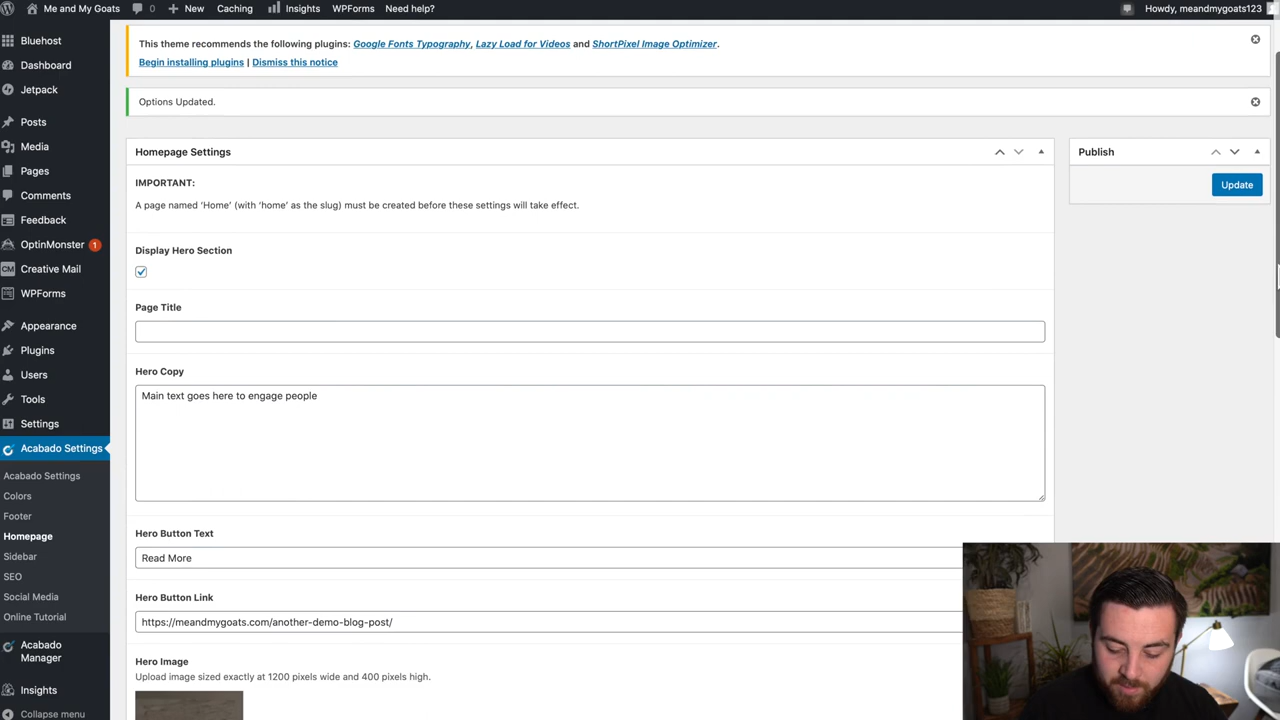 Me and My Goats 0 New Caching Insights WPForms Need help? Howdy, meandmygoats123
Bluehost
Dashboard
Jetpack
Posts
Media
Pages
Comments
Feedback
OptinMonster 1
CM Creative Mail
WPForms
Appearance
Plugins
Users
Tools
Settings
Acabado Settings
Acabado Settings
Colors
Footer
Homepage
Sidebar
SEO
Social Media
Online Tutorial
Acabado
Manager
Insights
Collapse menu
This theme recommends the following plugins: Google Fonts Typography, Lazy Load for Videos and ShortPixel Image Optimizer.
Begin installing plugins | Dismiss this notice
Options Updated.
Homepage Settings
IMPORTANT:
A page named ‘Home’ (with ‘home’ as the slug) must be created before these settings will take effect.
Display Hero Section
Page Title
Hero Copy
Main text goes here to engage people
Hero Button Text
Read More
Hero Button Link
https://meandmygoats.com/another-demo-blog-post/
Hero Image
Upload image sized exactly at 1200 pixels wide and 400 pixels high.
Publish
Update